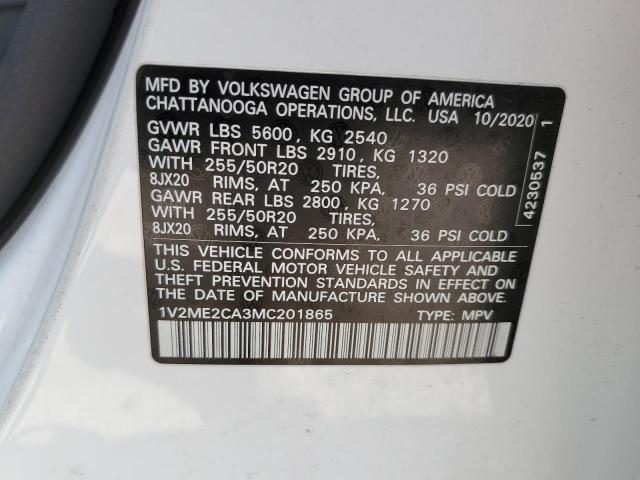 MFD BY VOLKSWAGEN GROUP OF AMERICA
CHATTANOOGA OPERATIONS, LLC. USA 10/2020
GVWR LBS 5600, KG 2540
GAWR FRONT LBS 2910, KG 1320
WITH 255/50R20 TIRES,
8JX20 RIMS, AT 250 KPA, 36 PSI COLD
GAWR REAR LBS 2800, KG 1270
WITH 255/50R20 TIRES,
8JX20 RIMS, AT 250 KPA, 36 PSI COLD
THIS VEHICLE CONFORMS TO ALL APPLICABLE
U.S. FEDERAL MOTOR VEHICLE SAFETY AND
THEFT PREVENTION STANDARDS IN EFFECT ON
THE DATE OF MANUFACTURE SHOWN ABOVE.
1V2ME2CA3MC201865 TYPE: MPV
4230537 1